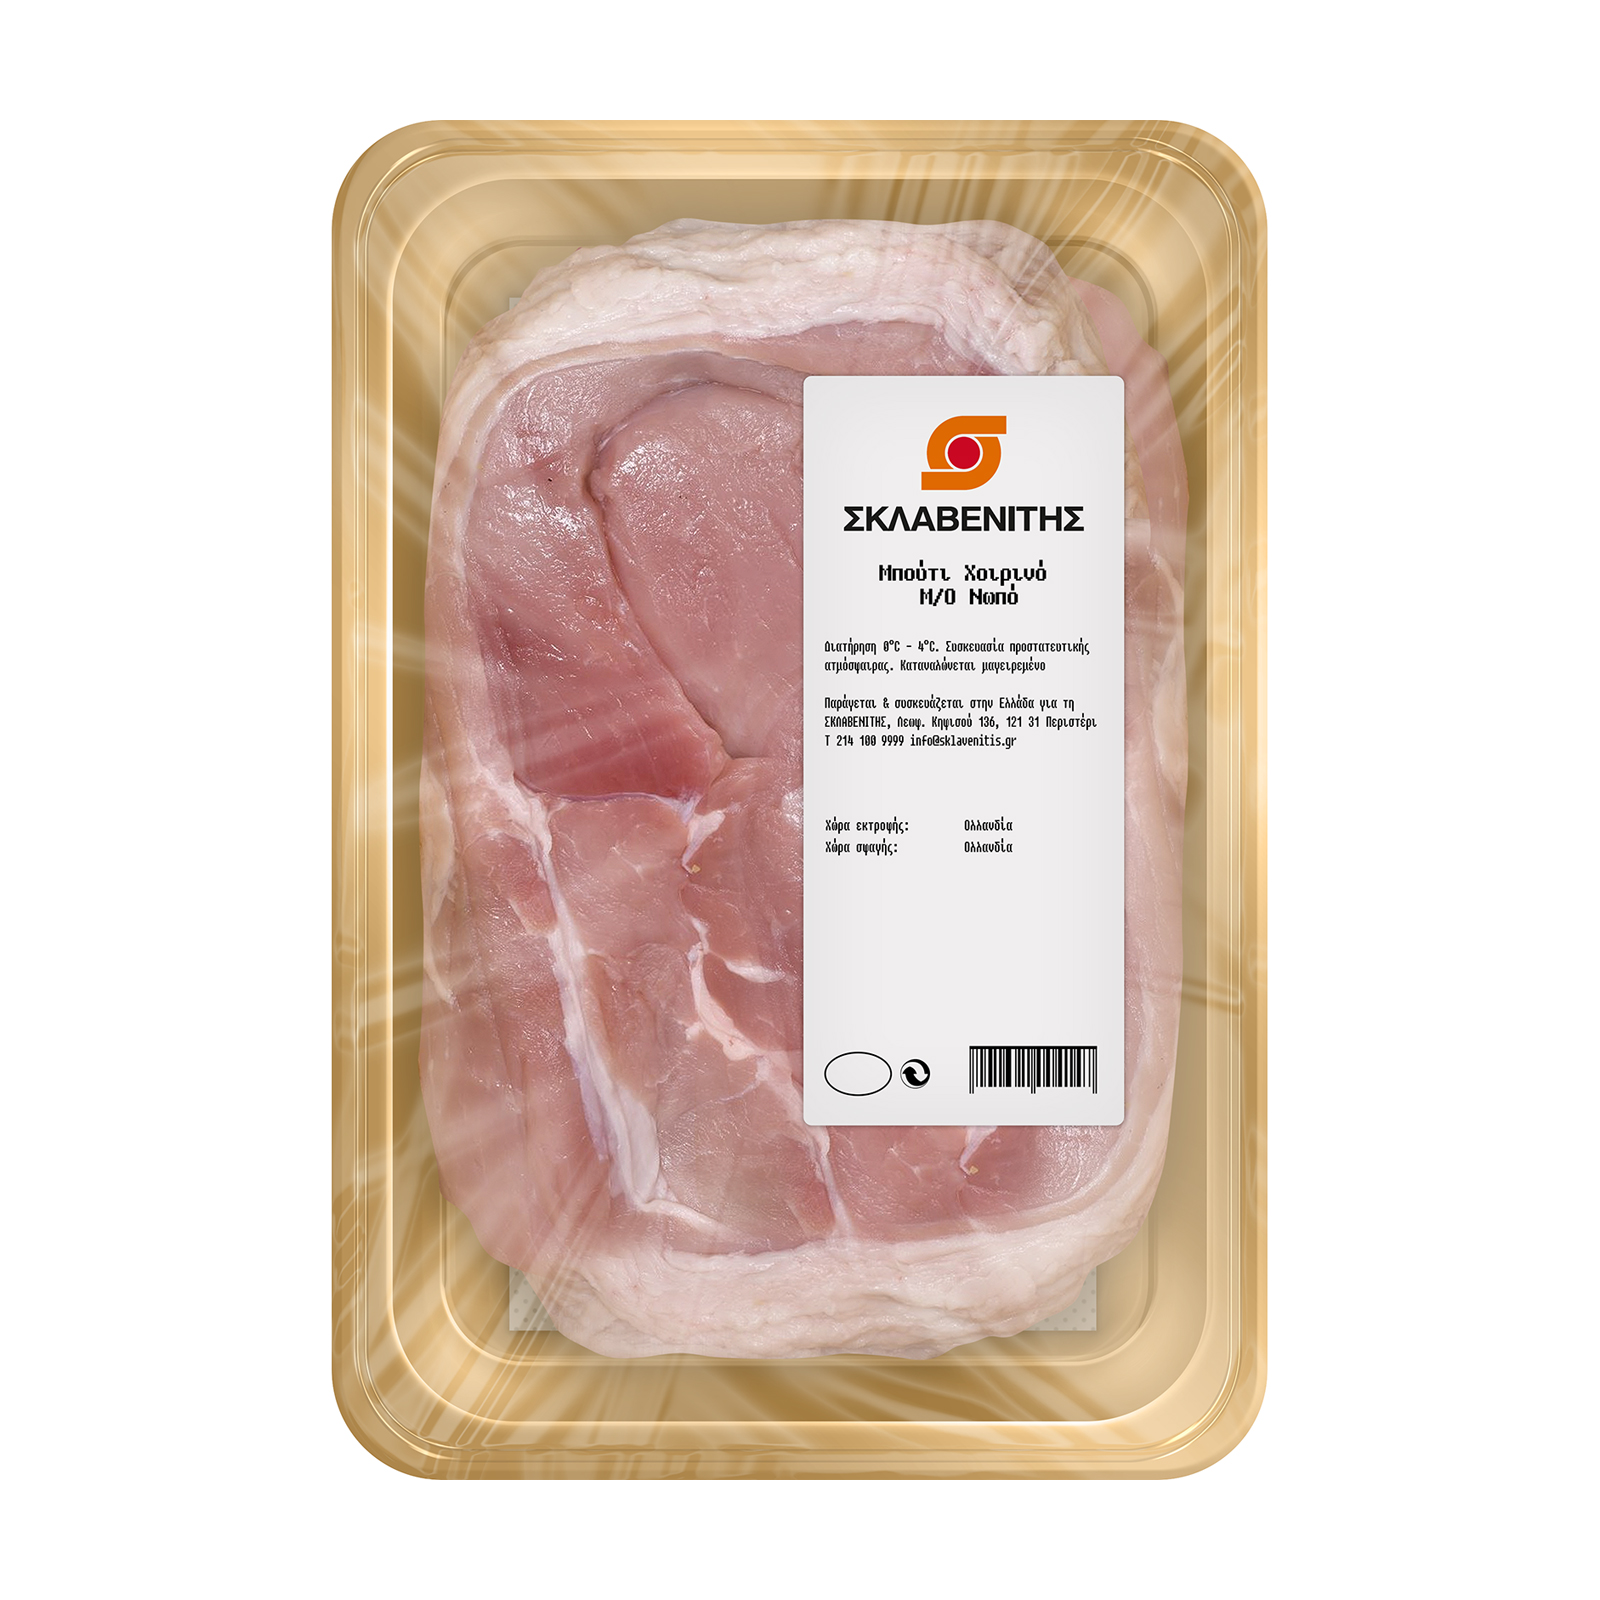 ΣΚΛΑΒΕΝΙΤΗΣ
Μπούτι Χοιρινό
Μ/Ο Νωπό
Διατήρηση 0°C - 4°C. Συσκευασία προστατευτικής
ατμόσφαιρας. Καταναλώνεται μαγειρεμένο
Παράγεται & συσκευάζεται στην Ελλάδα για τη
ΣΚΛΑΒΕΝΙΤΗΣ, Λεωφ. Κηφισού 136, 121 31 Περιστέρι
Τ 214 100 9999 info@sklavenitis.gr
Χώρα εκτροφής: Ολλανδία
Χώρα σφαγής: Ολλανδία